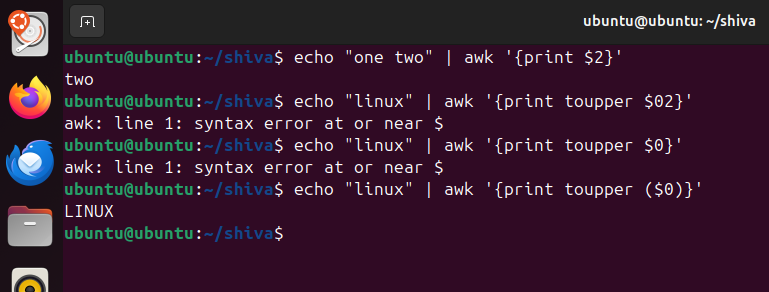 ubuntu@ubuntu: ~/shiva
ubuntu@ubuntu:~/shiva$ echo "one two" | awk '{print $2}'
two
ubuntu@ubuntu:~/shiva$ echo "linux" | awk '{print toupper $02}'
awk: line 1: syntax error at or near $
ubuntu@ubuntu:~/shiva$ echo "linux" | awk '{print toupper $0}'
awk: line 1: syntax error at or near $
ubuntu@ubuntu:~/shiva$ echo "linux" | awk '{print toupper ($0)}'
LINUX
ubuntu@ubuntu:~/shiva$